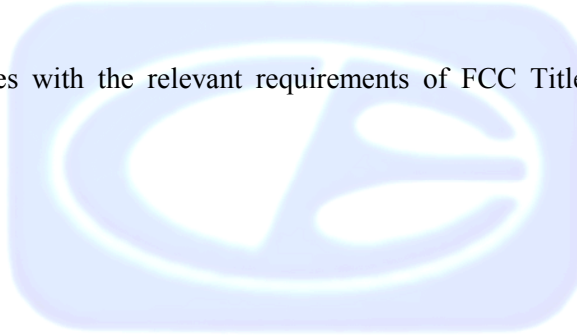 es with the relevant requirements of FCC Title